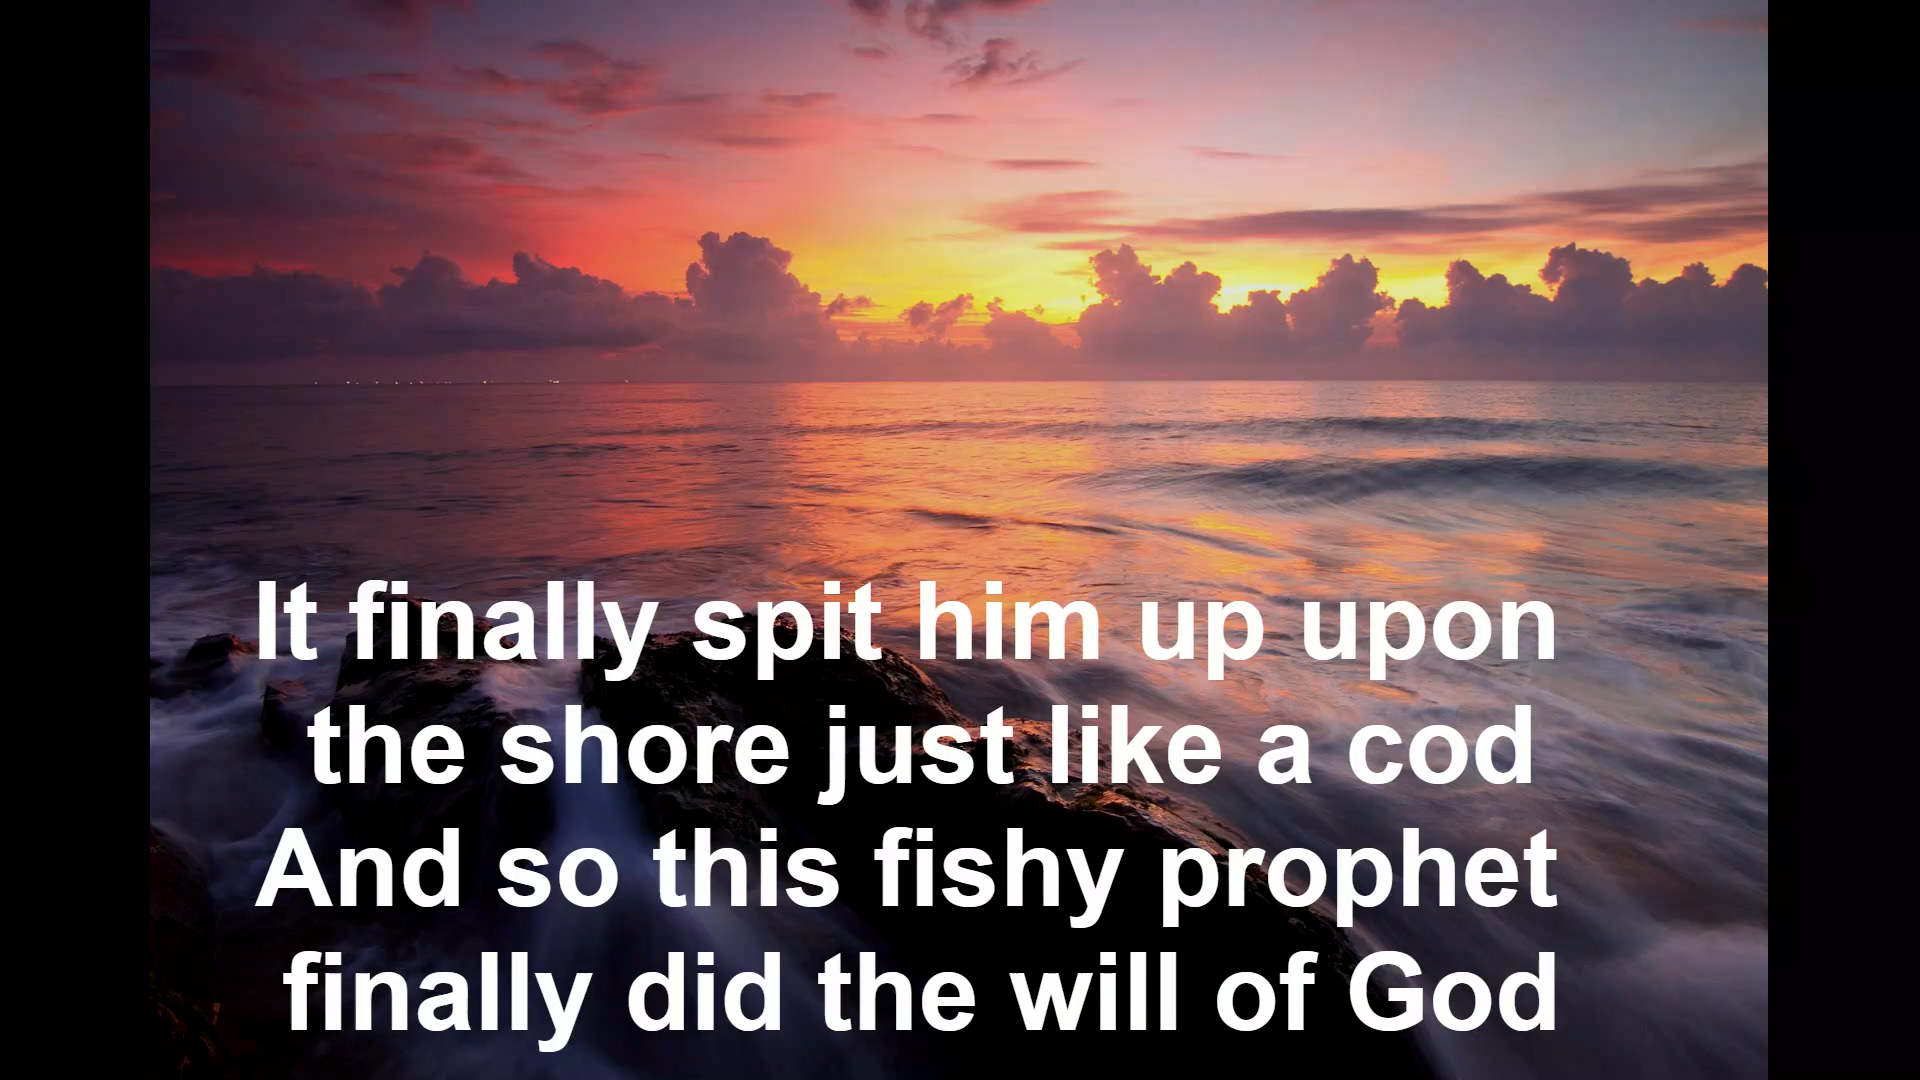 It finally spit him up upon
the shore just like a cod
And so this fishy prophet
finally did the will of God